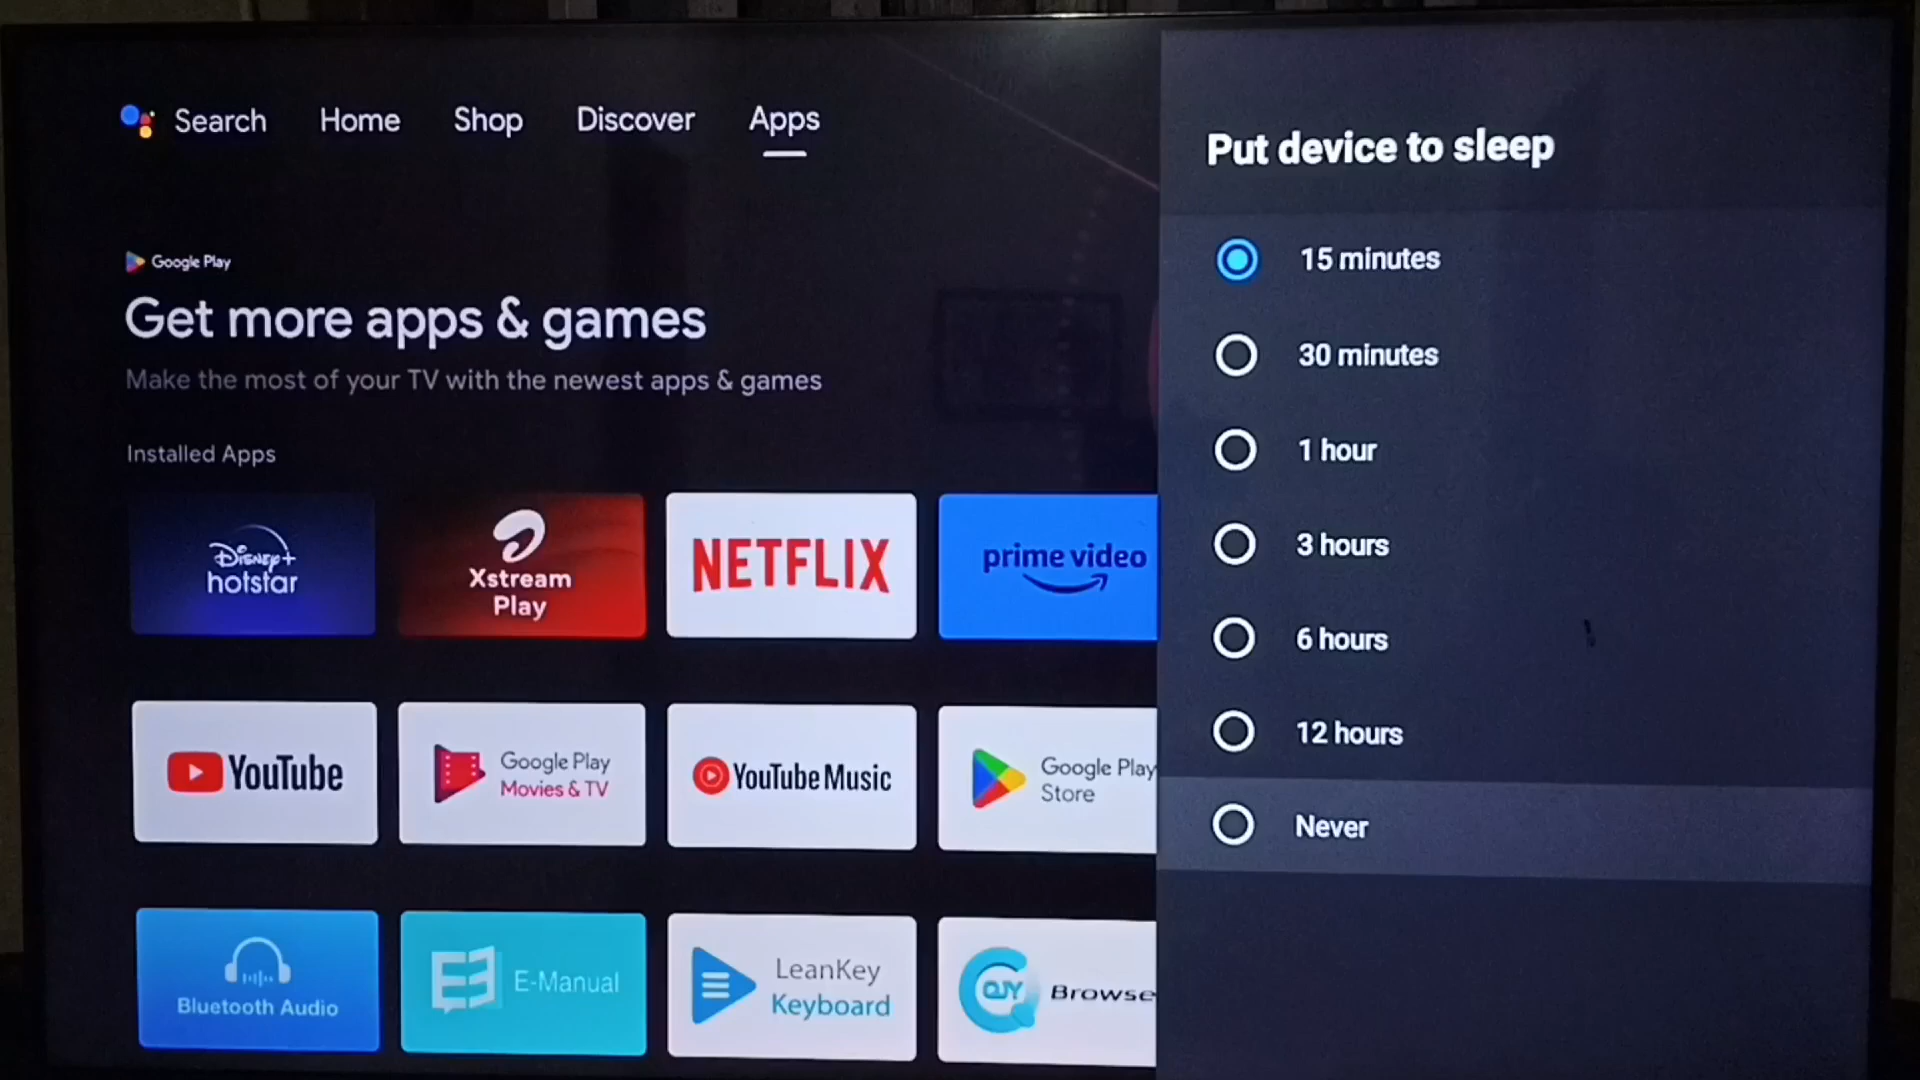 Search Home Shop Discover Apps
Google Play
Get more apps & games
Make the most of your TV with the newest apps & games
Installed Apps
Disney+
hotstar
Xstream
Play
NETFLIX
prime video
YouTube
Google Play
Movies & TV
YouTube Music
Google Play
Store
Bluetooth Audio
E-Manual
LeanKey
Keyboard
Browse
Put device to sleep
15 minutes
30 minutes
1 hour
3 hours
6 hours
12 hours
Never